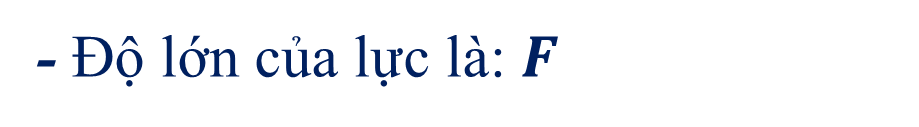 - Độ lớn của lực là: F